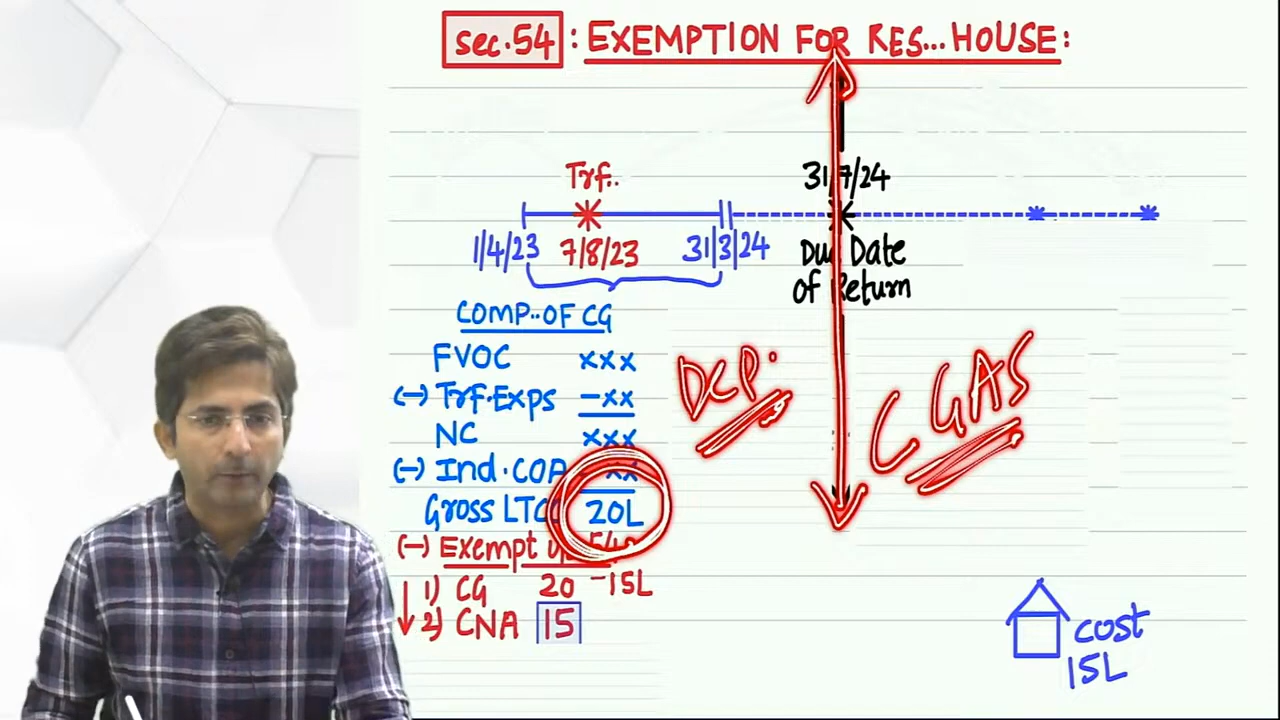 sec.54 : EXEMPTION FOR RES... HOUSE :
Trf..
31/7/24
1/4/23 7/8/23 31/3/24
Due Date
of Return
COMP..OF CG
FVOC xxx
(-) Trf.Exps -xx
NC xxx
(-) Ind.COA xx
Gross LTCG 20L
(-) Exempt u/s 54
1) CG 20 -15L
2) CNA 15
CGAS
cost
15L